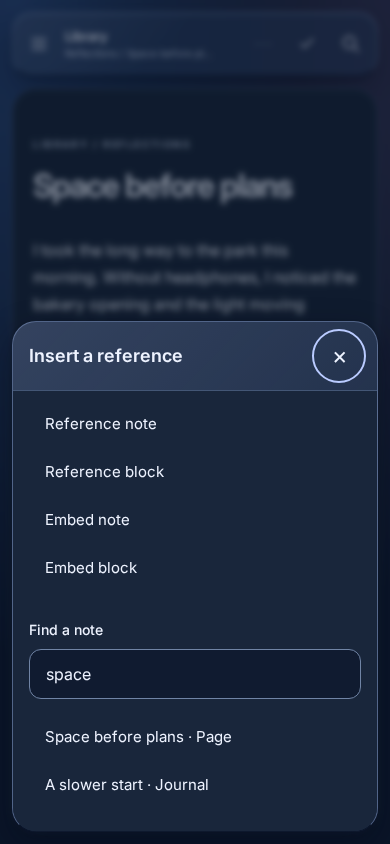 Library
LIBRARY / REFLECTIONS
Space before plans
I took the long way to the park this
morning. Without headphones, I noticed the
bakery opening and the light moving
Insert a reference
Reference note
Reference block
Embed note
Embed block
Find a note
space
Space before plans · Page
A slower start · Journal